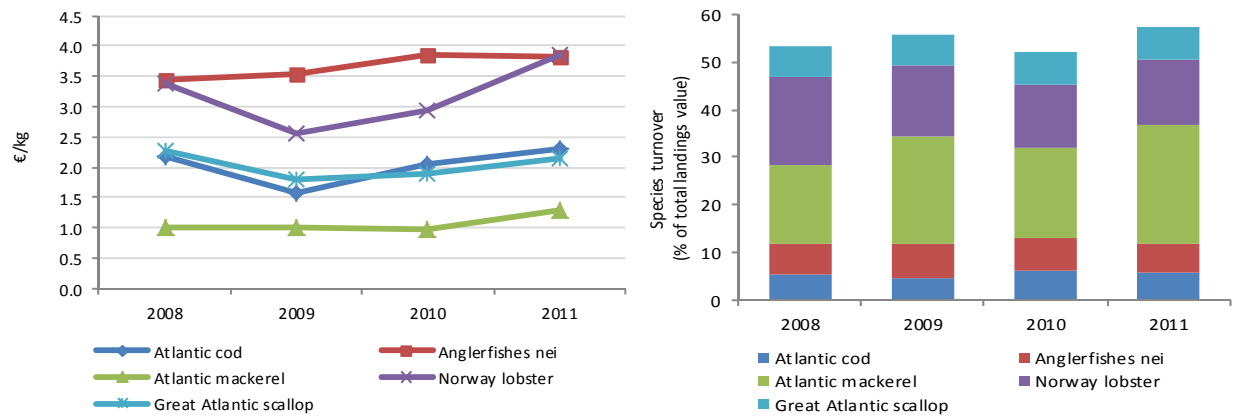 €/kg
4.5
4.0
3.5
3.0
2.5
2.0
1.5
1.0
0.5
0.0
2008 2009 2010 2011
Atlantic cod Anglerfishes nei
Atlantic mackerel Norway lobster
Great Atlantic scallop
Species turnover
(% of total landings value)
60
50
40
30
20
10
0
2008 2009 2010 2011
Atlantic cod Anglerfishes nei
Atlantic mackerel Norway lobster
Great Atlantic scallop